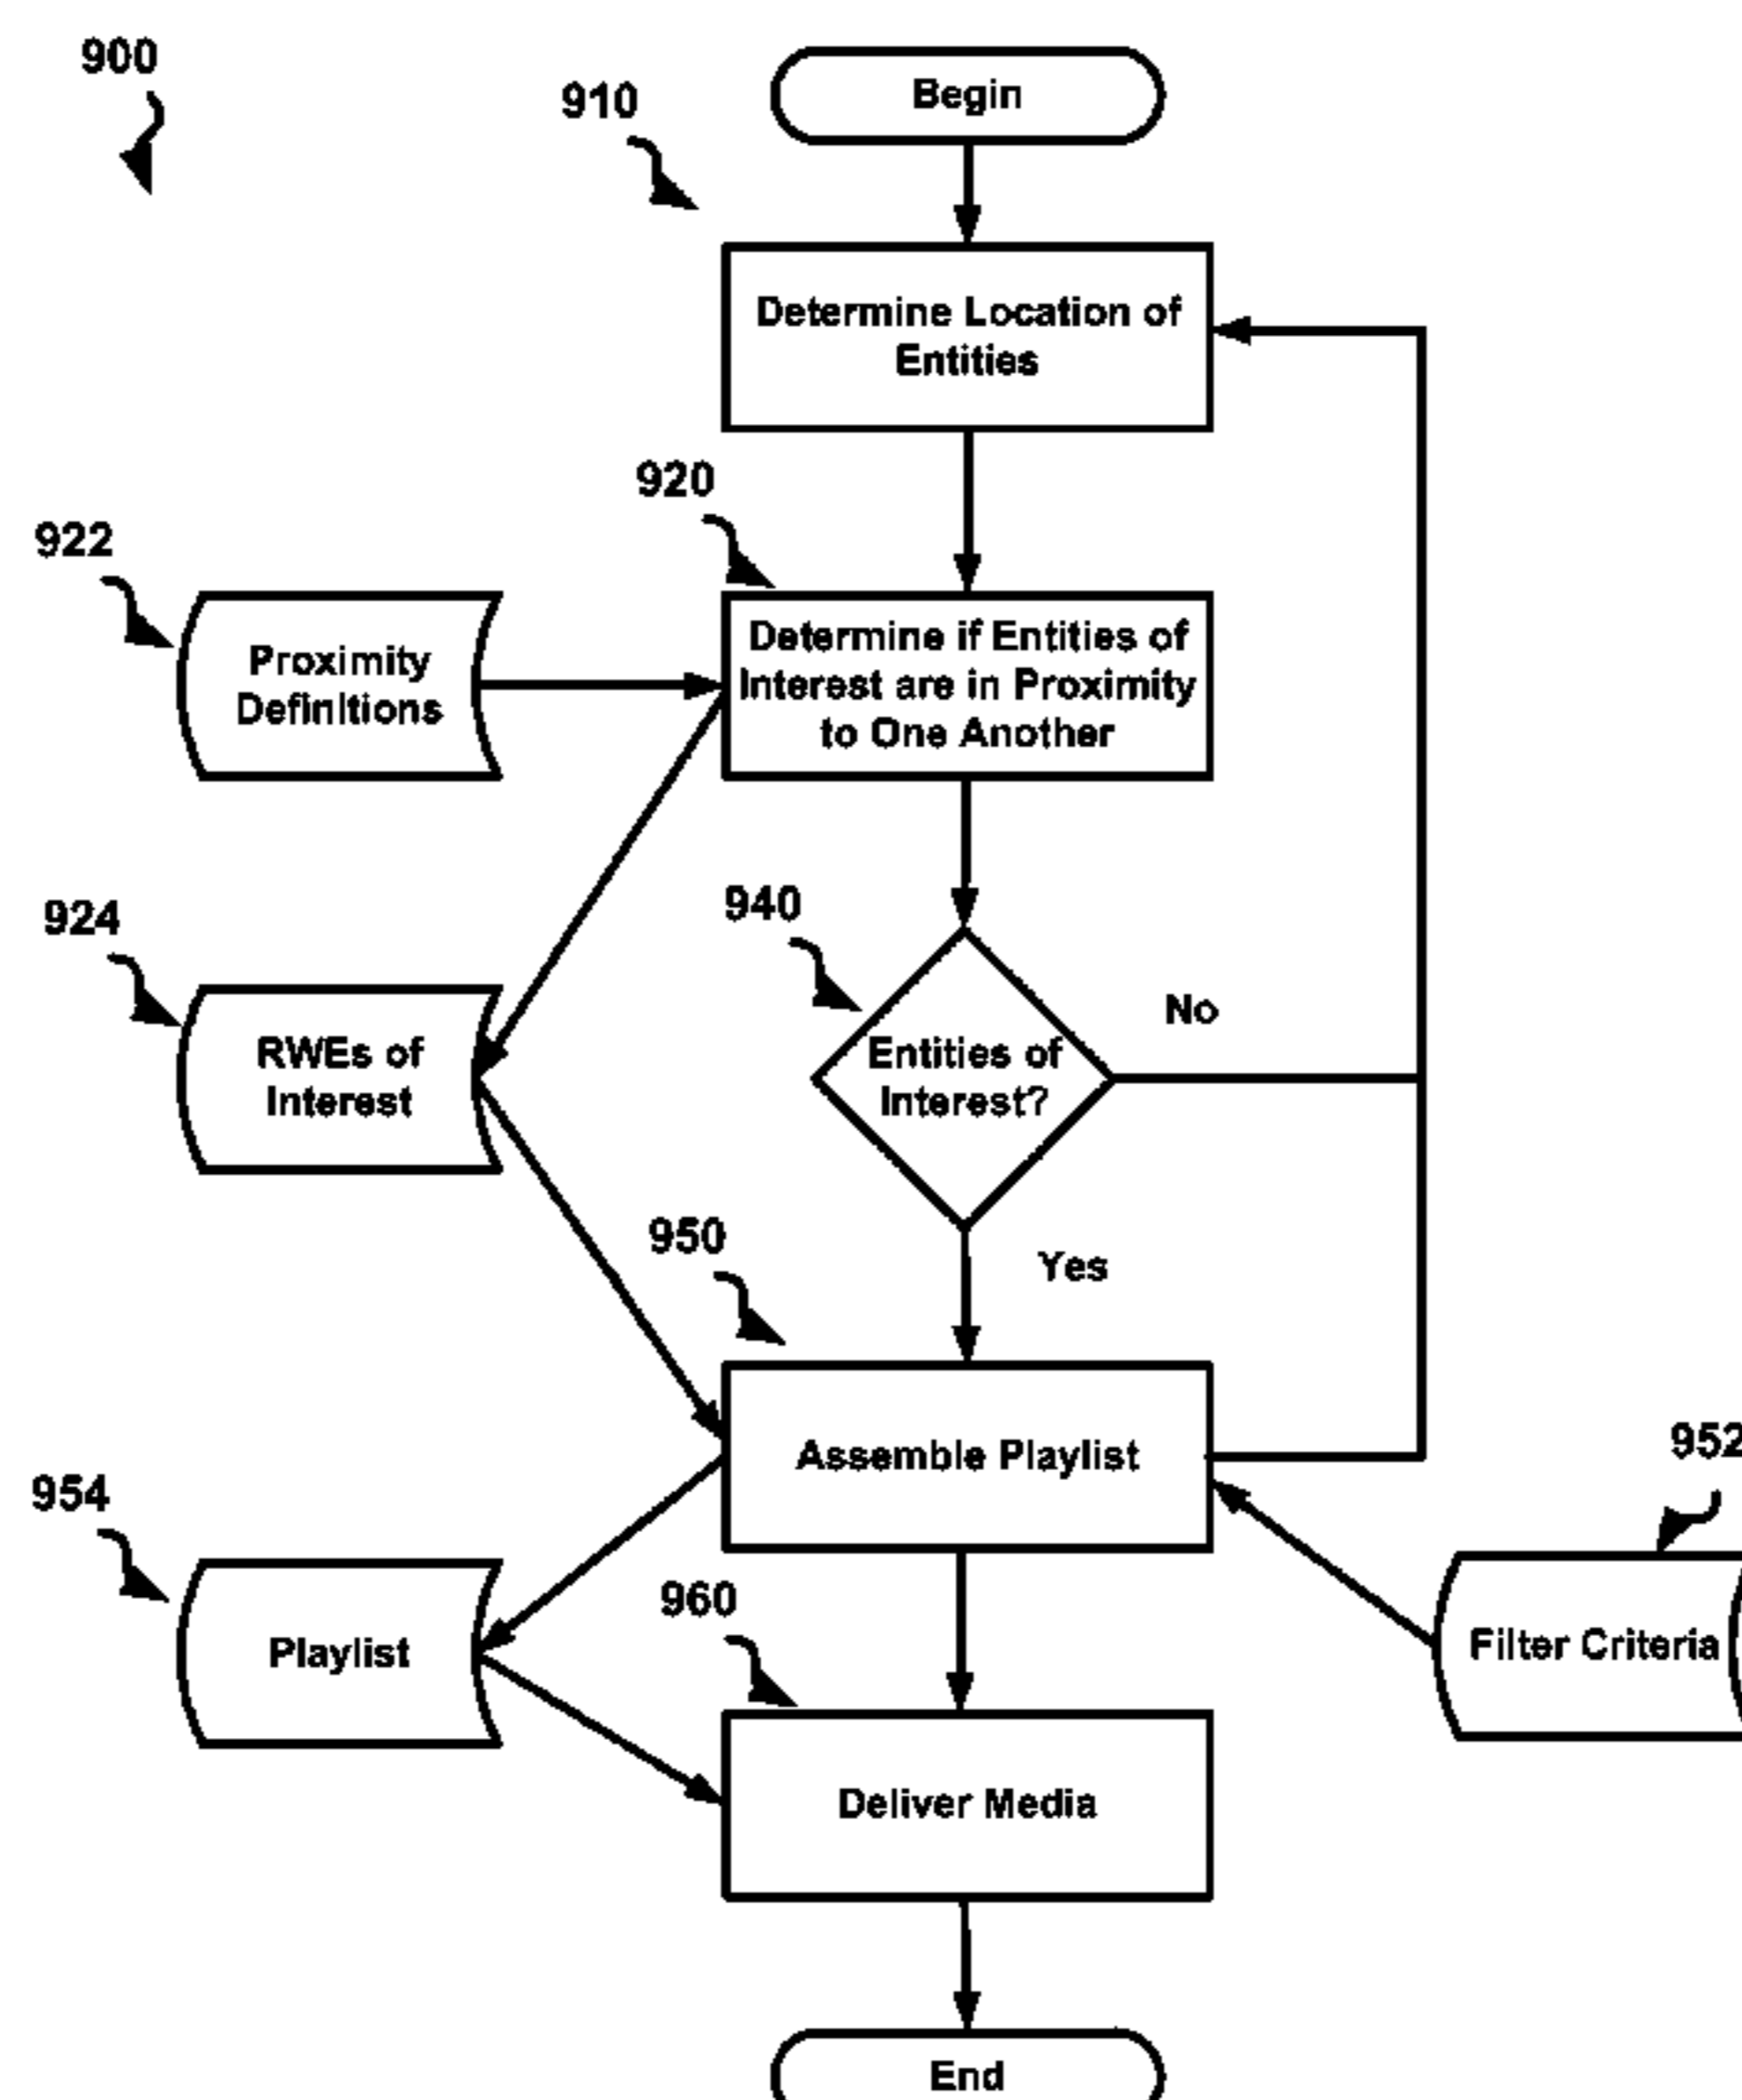 900
910
Begin
Determine Location of
Entities
920
922
Proximity
Definitions
Determine if Entities of
Interest are in Proximity
to One Another
940
924
No
RWEs of
Interest
Entities of
Interest?
950
Yes
952
954
Assemble Playlist
960
Playlist
Filter Criteria
Deliver Media
End